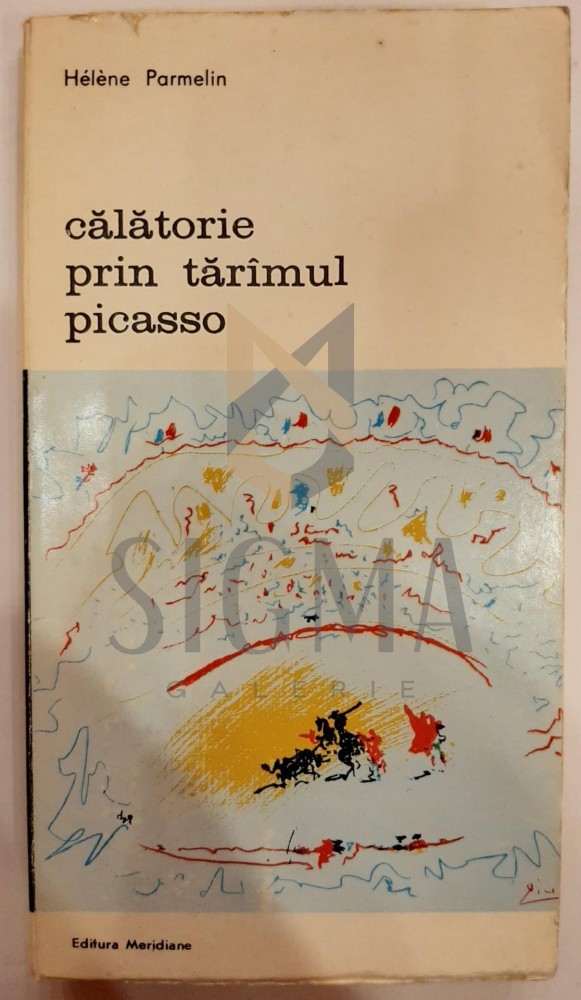 Hélène Parmelin
călătorie
prin tărîmul
picasso
SIGMA
GALERIE
Editura Meridiane